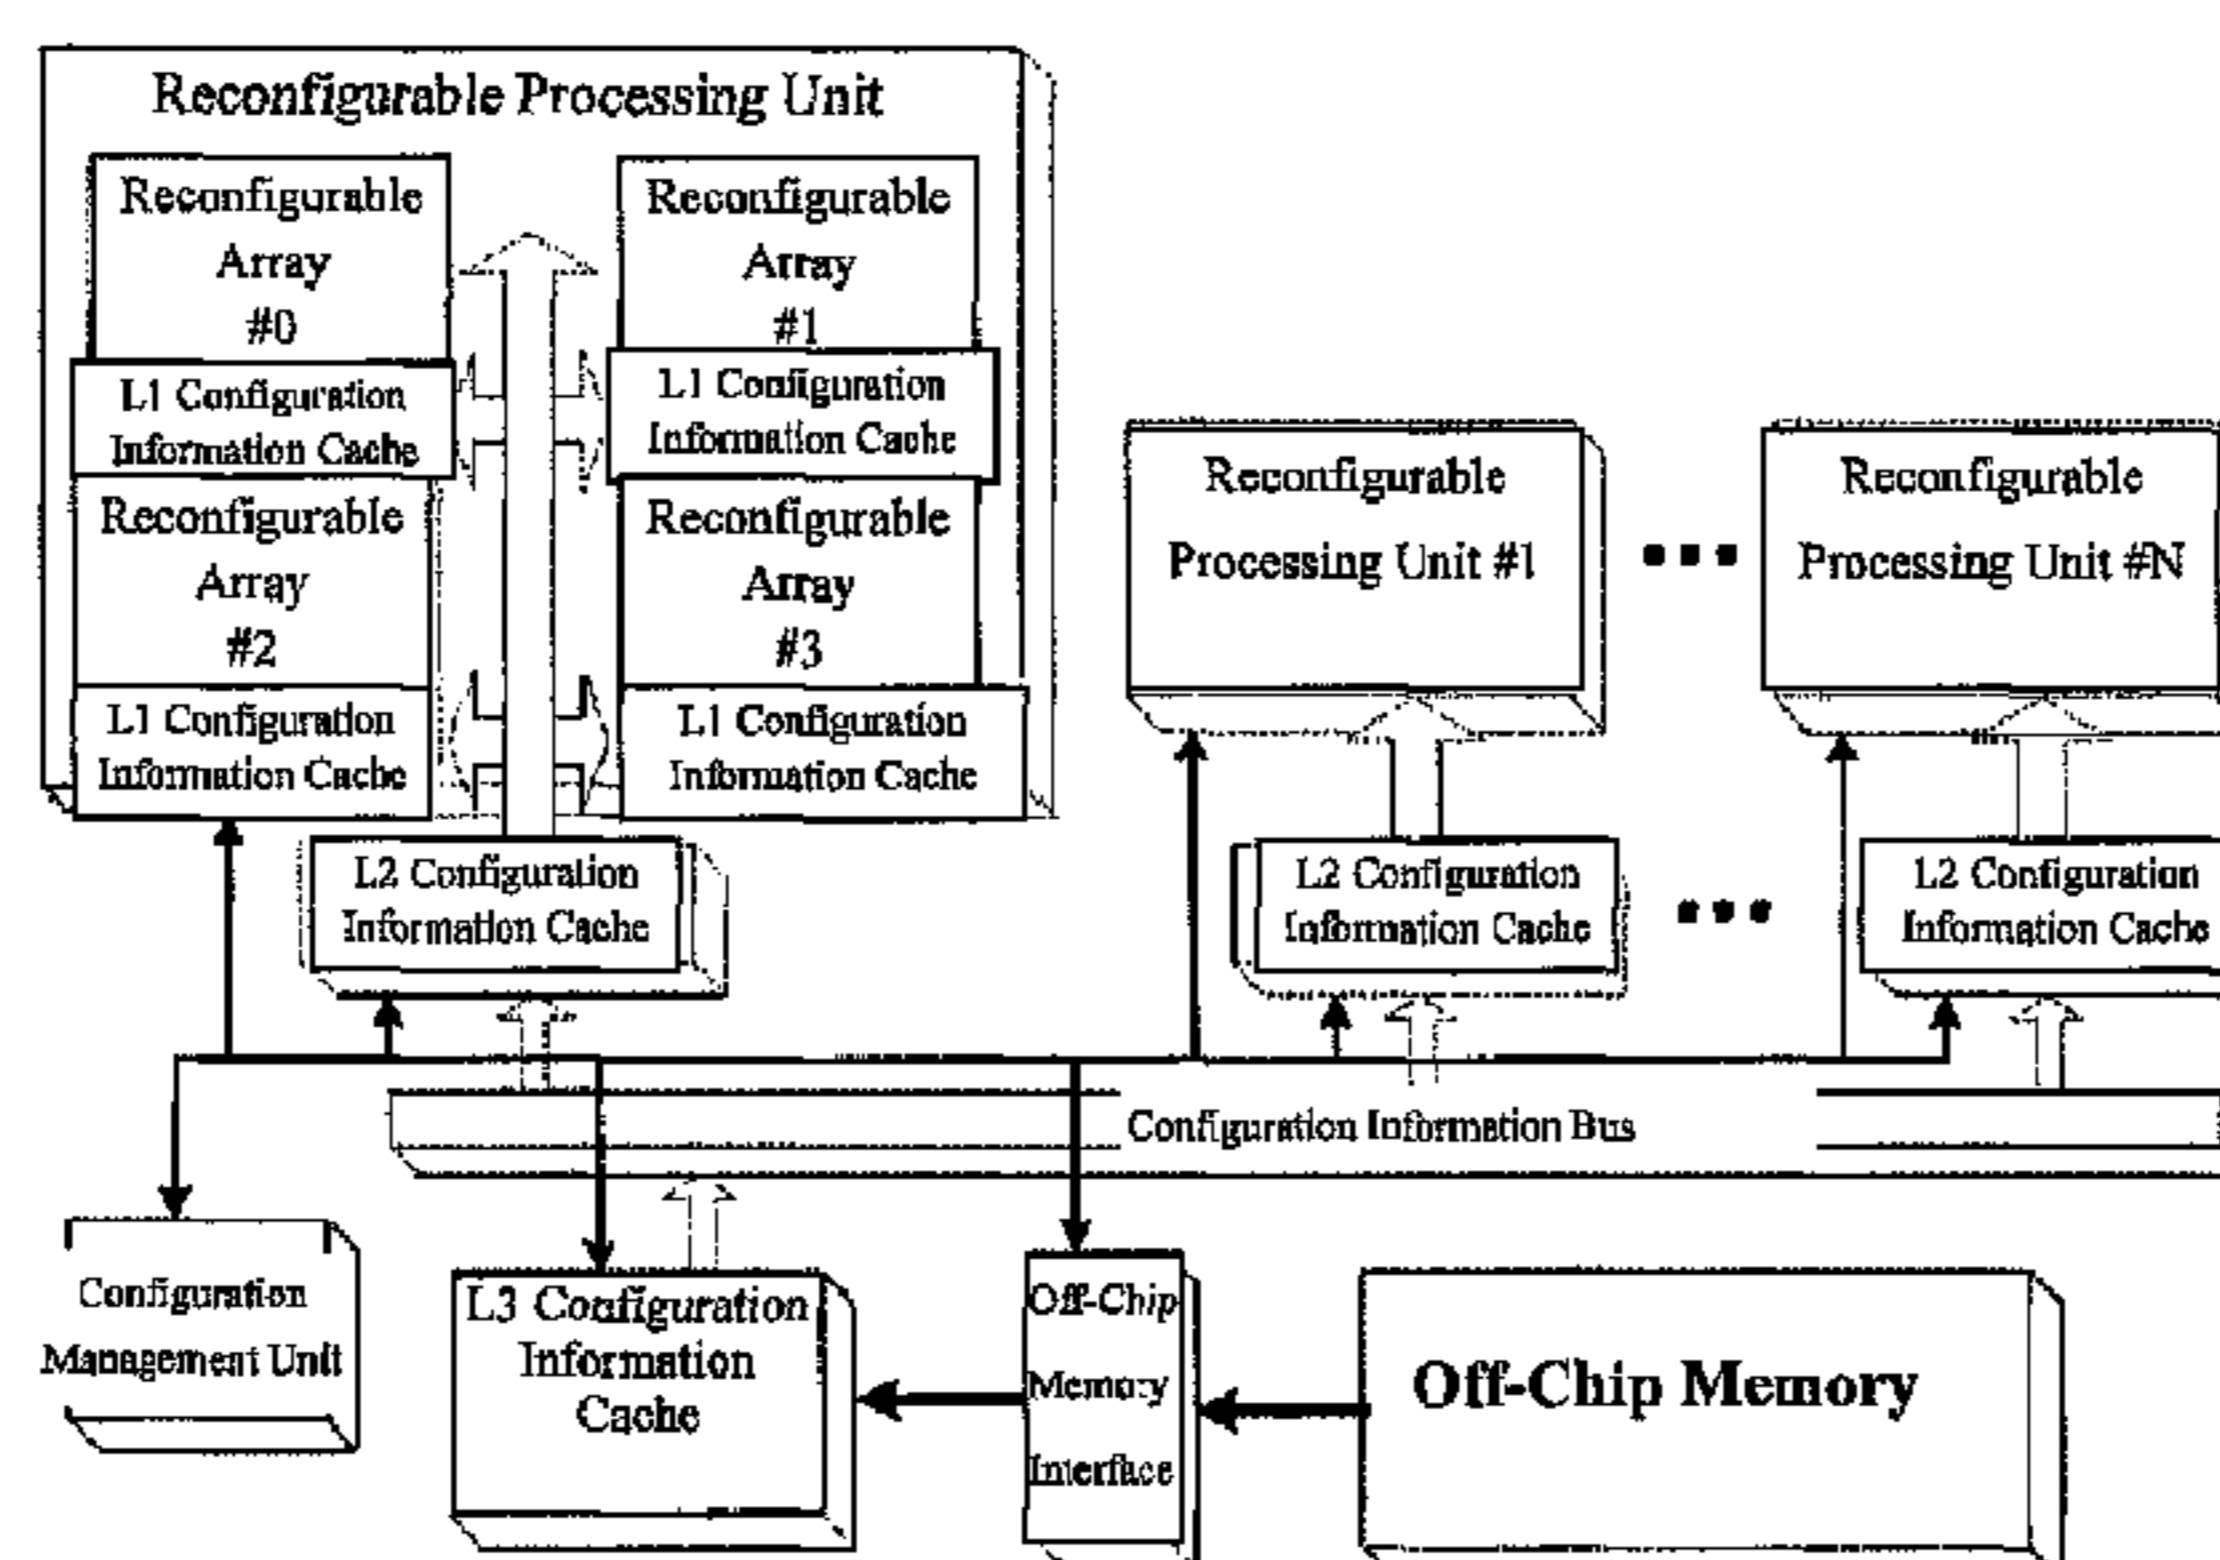 Reconfigurable Processing Unit
Reconfigurable
Array
#0
L1 Configuration
Information Cache
Reconfigurable
Array
#1
L1 Configuration
Information Cache
Reconfigurable
Array
#2
L1 Configuration
Information Cache
Reconfigurable
Array
#3
L1 Configuration
Information Cache
Reconfigurable
Processing Unit #1
Reconfigurable
Processing Unit #N
L2 Configuration
Information Cache
L2 Configuration
Information Cache
L2 Configuration
Information Cache
Configuration Information Bus
Configuration
Management Unit
L3 Configuration
Information
Cache
Off-Chip
Memory
Interface
Off-Chip Memory